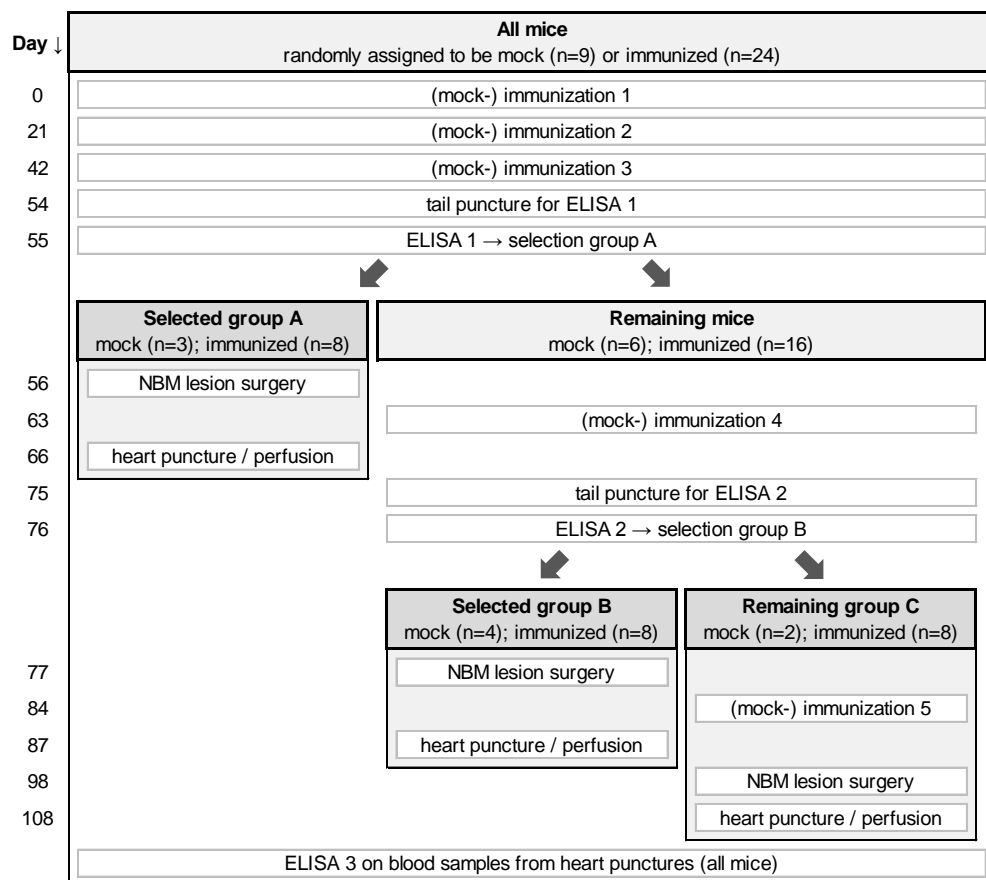 All mice
Day ↓
randomly assigned to be mock (n=9) or immunized (n=24)
0 (mock-) immunization 1
21 (mock-) immunization 2
42 (mock-) immunization 3
54 tail puncture for ELISA 1
55 ELISA 1 → selection group A
Selected group A Remaining mice
mock (n=3); immunized (n=8) mock (n=6); immunized (n=16)
56 NBM lesion surgery
63 (mock-) immunization 4
66 heart puncture / perfusion
75 tail puncture for ELISA 2
76 ELISA 2 → selection group B
Selected group B Remaining group C
mock (n=4); immunized (n=8) mock (n=2); immunized (n=8)
77 NBM lesion surgery
84 (mock-) immunization 5
87 heart puncture / perfusion
98 NBM lesion surgery
108 heart puncture / perfusion
ELISA 3 on blood samples from heart punctures (all mice)